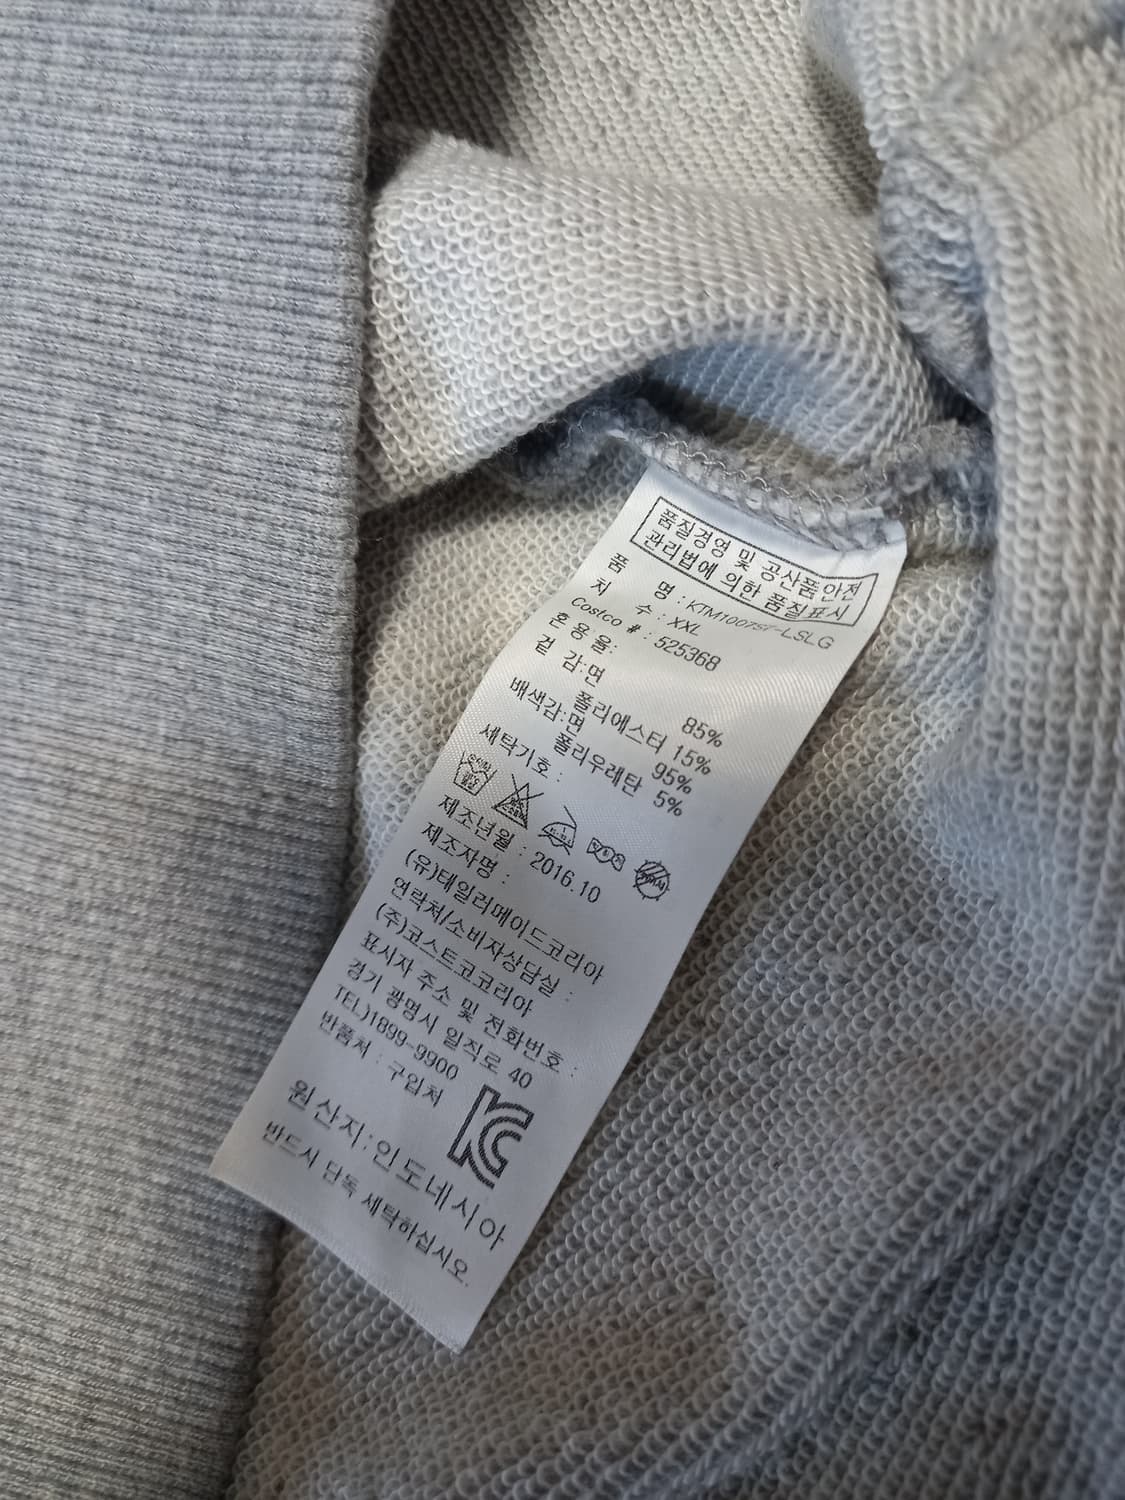 품질경영 및 공산품안전
관리법에 의한 품질표시
품 명 : KTM1007ST-LSLG
치 수 : XXL
Costco # : 525368
혼용율:
겉 감:면 85%
폴리에스터 15%
배색감:면 95%
폴리우레탄 5%
세탁기호 :
제조년월 : 2016.10
제조자명 :
(유)테일러메이드코리아
연락처/소비자상담실 :
(주)코스트코코리아
표시자 주소 및 전화번호 :
경기 광명시 일직로 40
TEL)1899-9900
반품처 : 구입처
KC
원산지:인도네시아
반드시 단독 세탁하십시오.